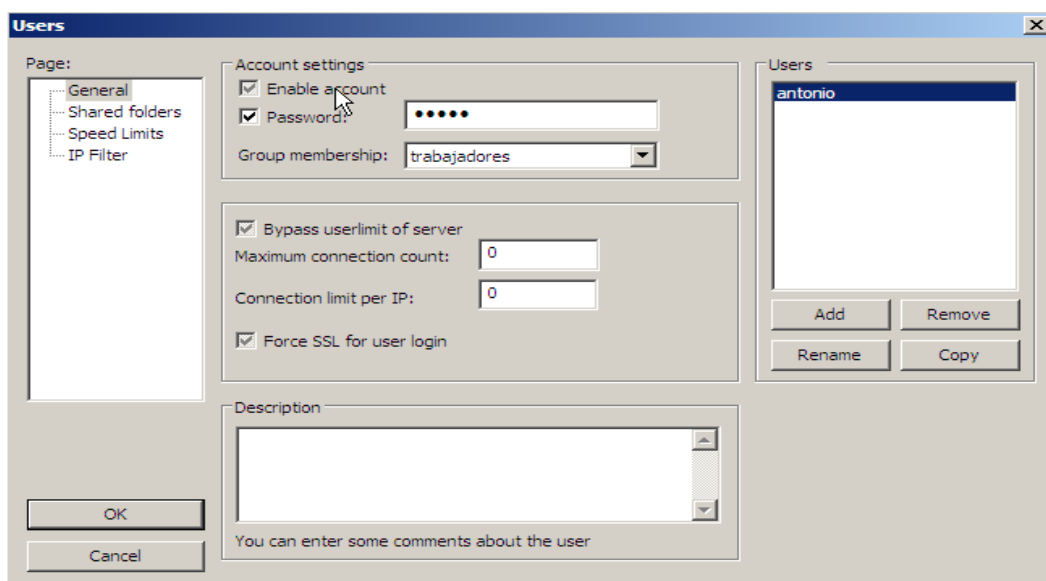 Users
Page:
General
Shared folders
Speed Limits
IP Filter
OK
Cancel
Account settings
Enable account
Password:
•••••
Group membership:
trabajadores
Bypass userlimit of server
Maximum connection count:
0
Connection limit per IP:
0
Force SSL for user login
Description
You can enter some comments about the user
Users
antonio
Add
Remove
Rename
Copy